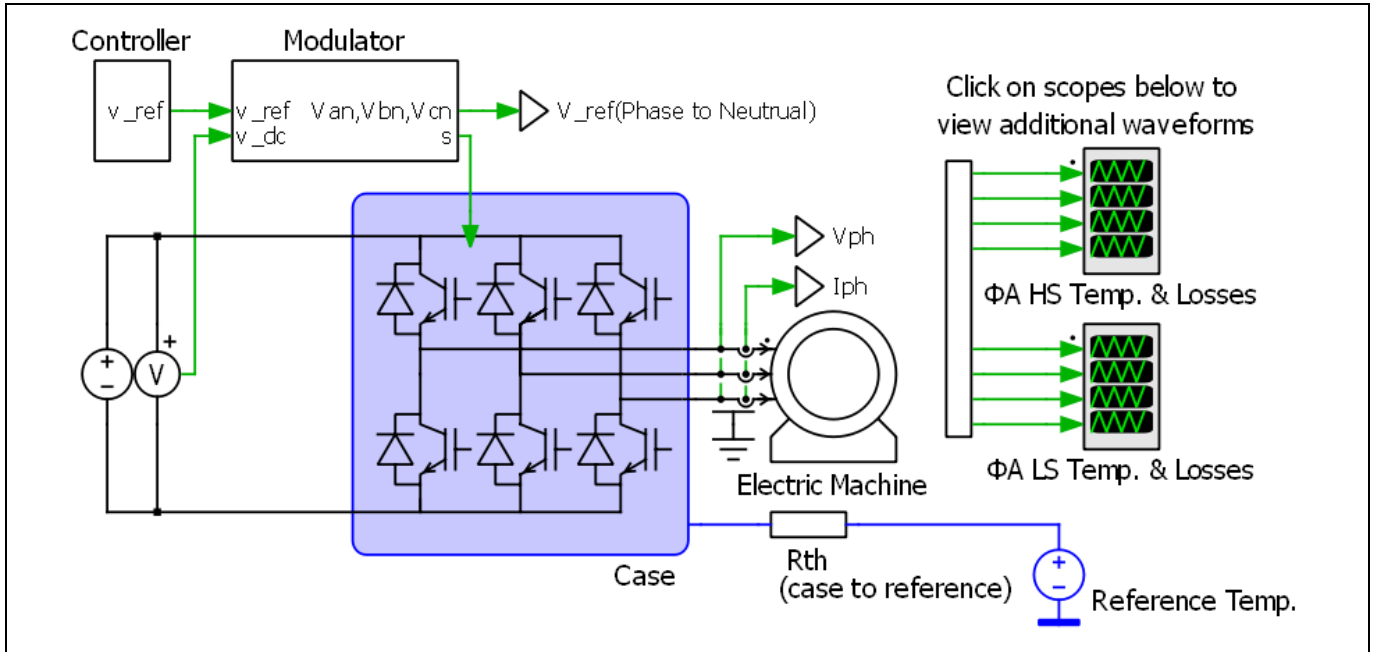 Controller
Modulator
v_ref
v_ref
Van,Vbn,Vcn
v_dc
s
V_ref(Phase to Neutrual)
Click on scopes below to
view additional waveforms
Vph
Iph
ΦA HS Temp. & Losses
+
+
−
V
Electric Machine
ΦA LS Temp. & Losses
Case
Rth
(case to reference)
+
−
Reference Temp.